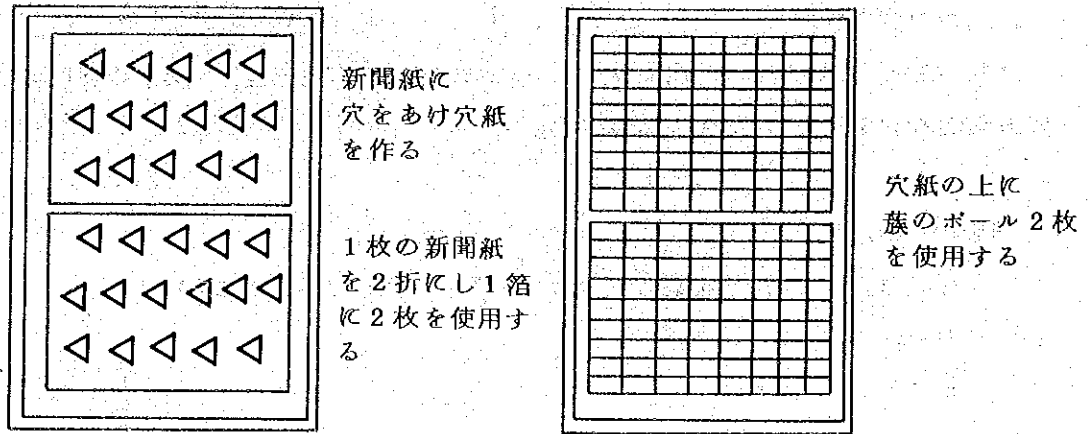 新聞紙に
穴をあけ穴紙
を作る
1枚の新聞紙
を2折にし1箔
に2枚を使用す
る
穴紙の上に
蔟のボール2枚
を使用する